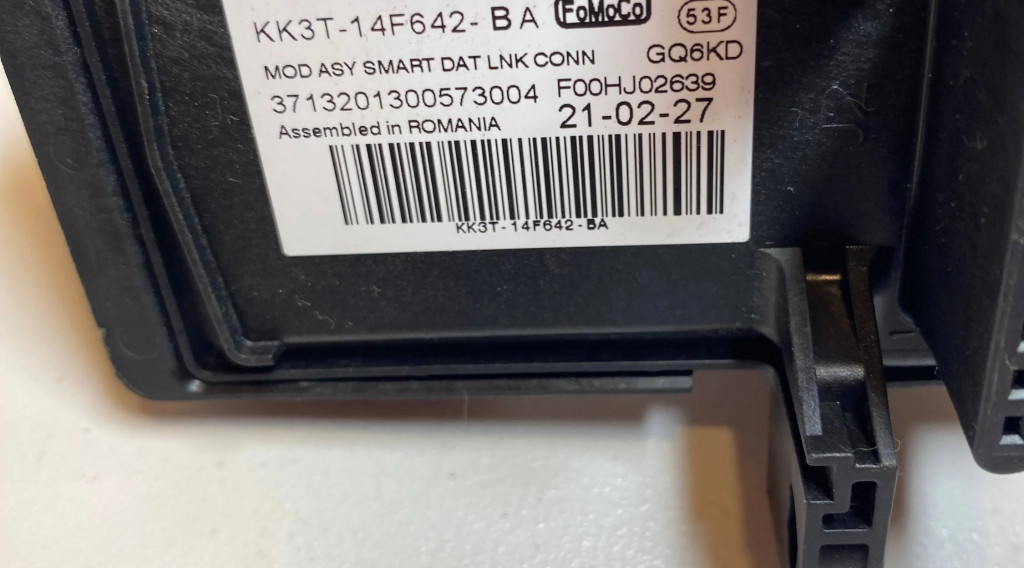 KK3T-14F642-BA FoMoCo 53F
MOD ASY SMART DAT LNK CONN GQ6KD
3713201300573004 F00HJ02639
Assembled in ROMANIA 21-02-27
KK3T-14F642-BA